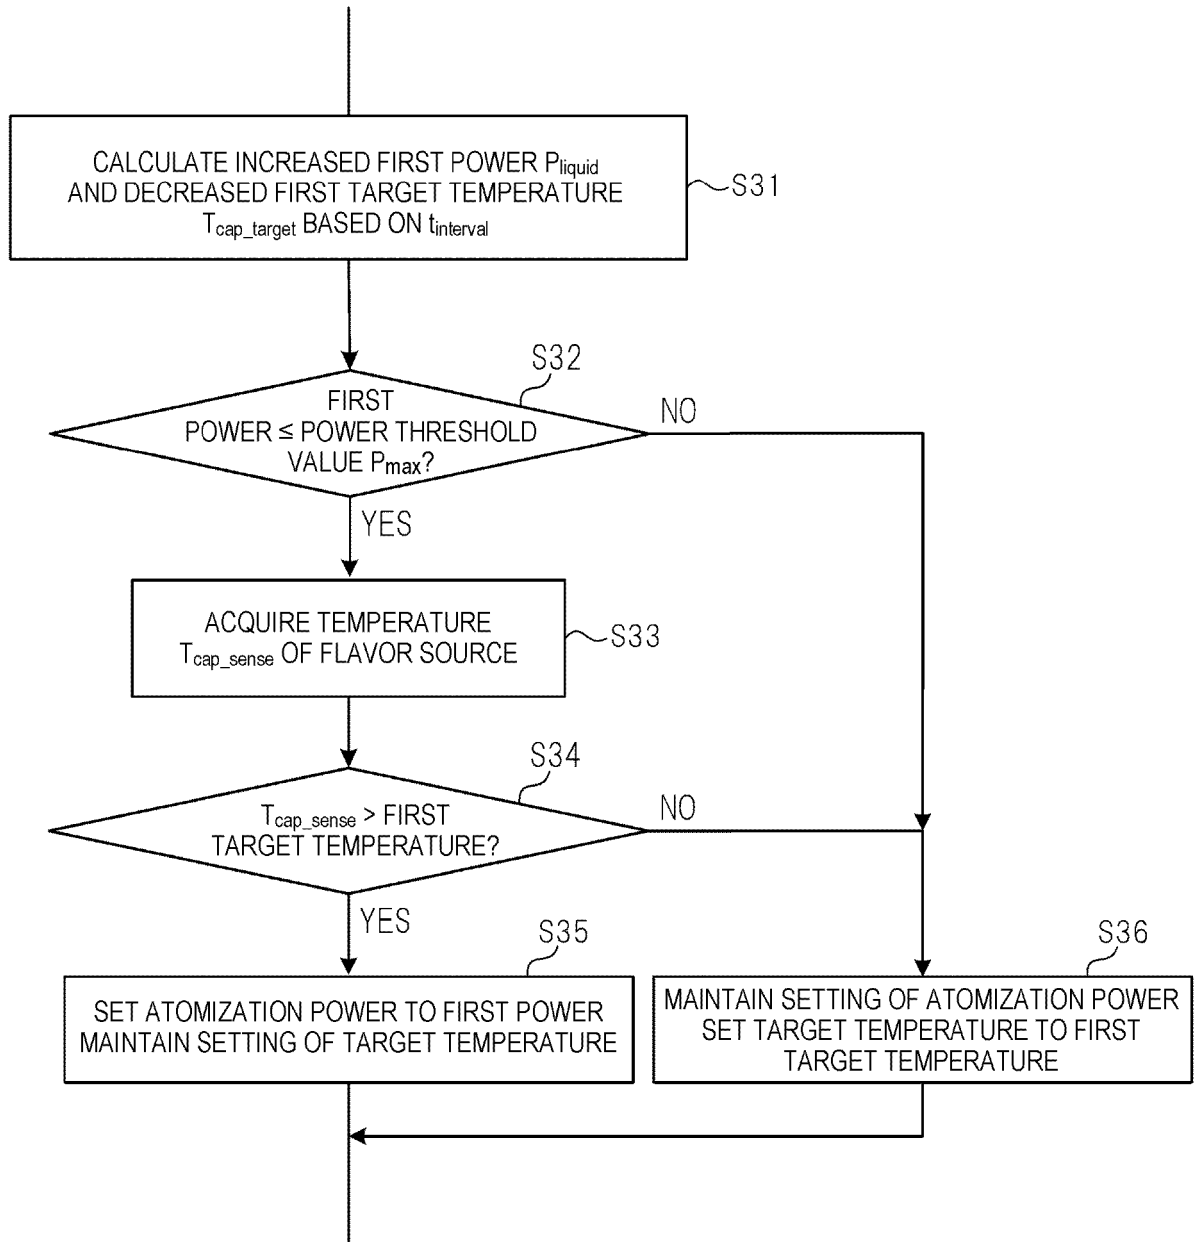 CALCULATE INCREASED FIRST POWER Pliquid
AND DECREASED FIRST TARGET TEMPERATURE
Tcap_target BASED ON tinterval
S31
S32
FIRST
POWER ≤ POWER THRESHOLD
VALUE Pmax?
NO
YES
ACQUIRE TEMPERATURE
Tcap_sense OF FLAVOR SOURCE
S33
S34
Tcap_sense > FIRST
TARGET TEMPERATURE?
NO
YES
S35
SET ATOMIZATION POWER TO FIRST POWER
MAINTAIN SETTING OF TARGET TEMPERATURE
S36
MAINTAIN SETTING OF ATOMIZATION POWER
SET TARGET TEMPERATURE TO FIRST
TARGET TEMPERATURE